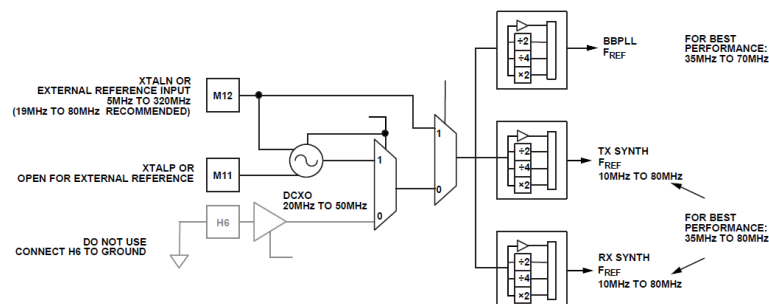 XTALN OR
EXTERNAL REFERENCE INPUT
5MHz TO 320MHz
(19MHz TO 80MHz RECOMMENDED)
M12
XTALP OR
OPEN FOR EXTERNAL REFERENCE
M11
DO NOT USE
CONNECT H6 TO GROUND
H6
DCXO
20MHz TO 50MHz
1
0
1
0
÷2
÷4
×2
BBPLL
FREF
FOR BEST
PERFORMANCE:
35MHz TO 70MHz
÷2
÷4
×2
TX SYNTH
FREF
10MHz TO 80MHz
FOR BEST
PERFORMANCE:
35MHz TO 80MHz
÷2
÷4
×2
RX SYNTH
FREF
10MHz TO 80MHz